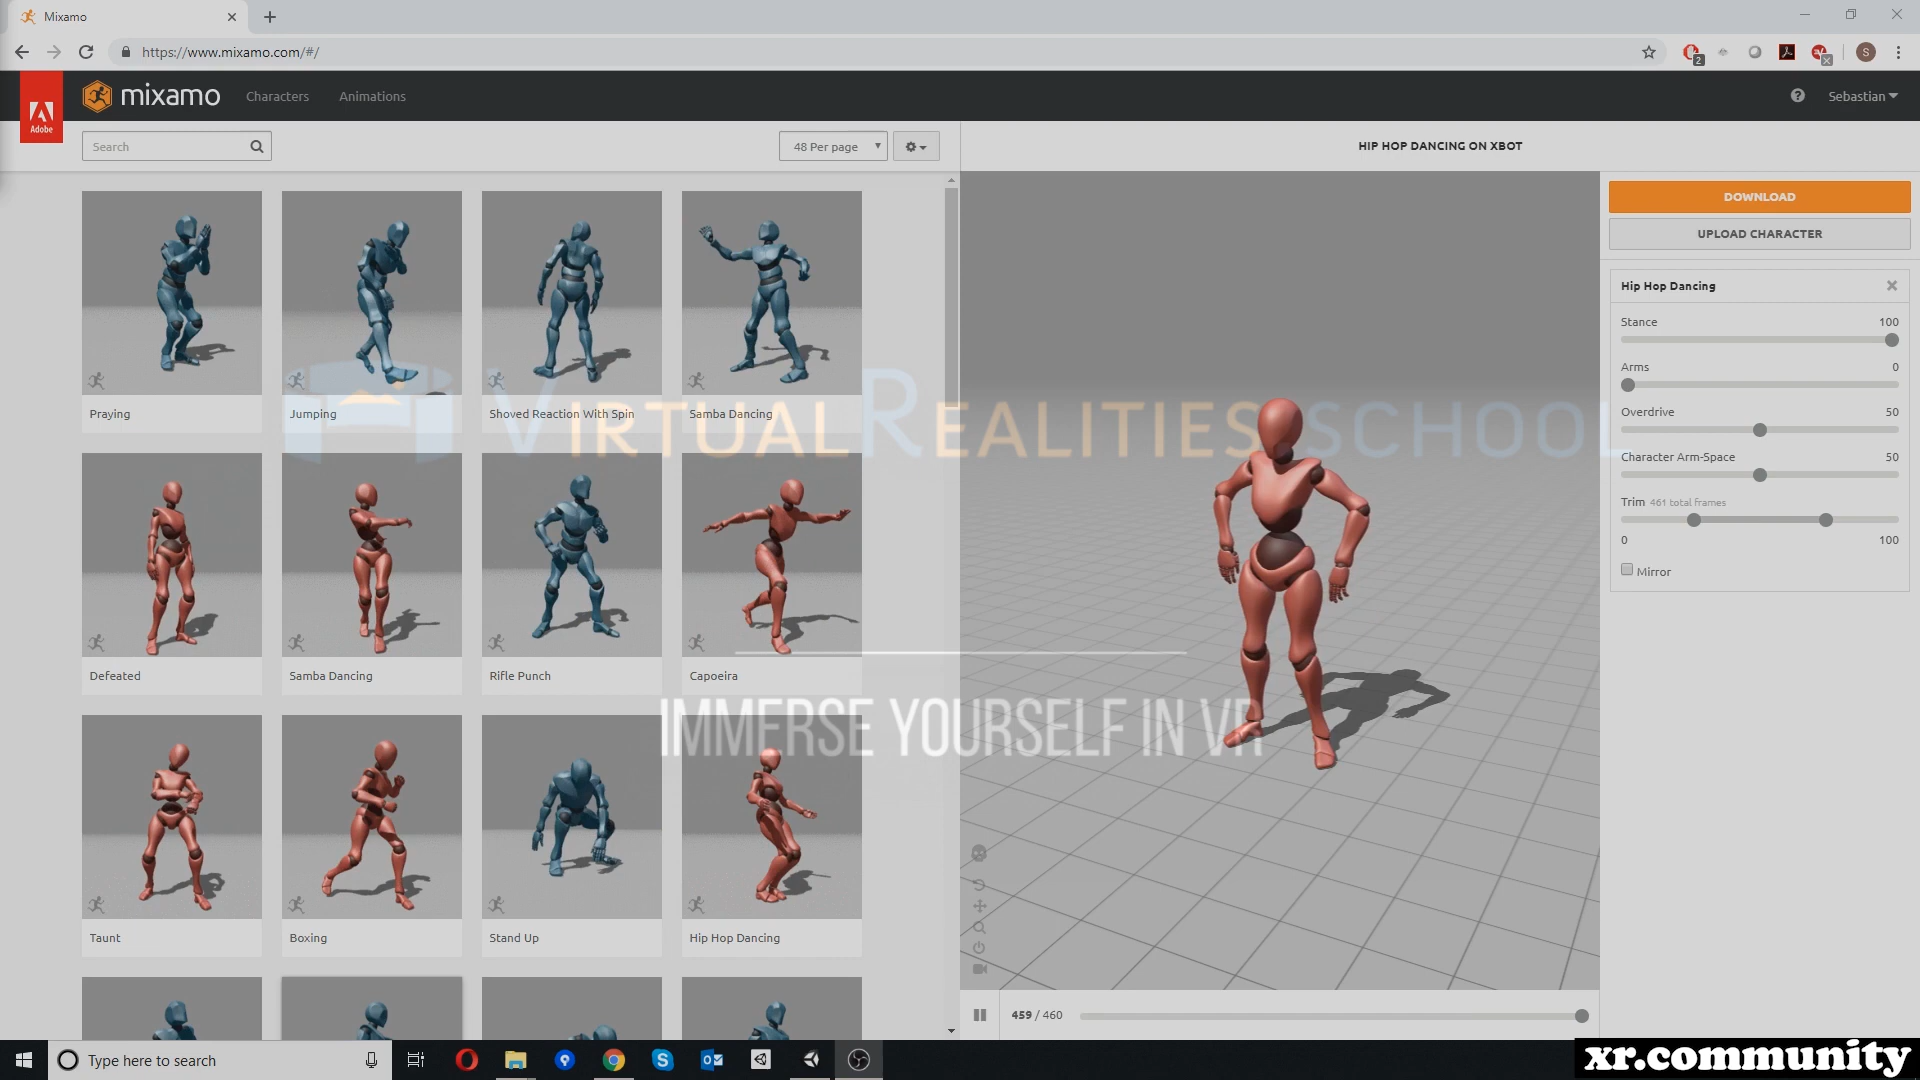 Mixamo
https://www.mixamo.com/#/
2
S
Adobe
mixamo
Characters
Animations
Sebastian
Search
48 Per page
HIP HOP DANCING ON XBOT
DOWNLOAD
UPLOAD CHARACTER
Hip Hop Dancing
Stance 100
Arms 0
Overdrive 50
Character Arm-Space 50
Trim 461 total frames
0 100
Mirror
Praying
Jumping
Shoved Reaction With Spin
Samba Dancing
VIRTUALREALITIES.SCHOOL
Defeated
Samba Dancing
Rifle Punch
Capoeira
IMMERSE YOURSELF IN VR
Taunt
Boxing
Stand Up
Hip Hop Dancing
459 / 460
Type here to search
xr.community